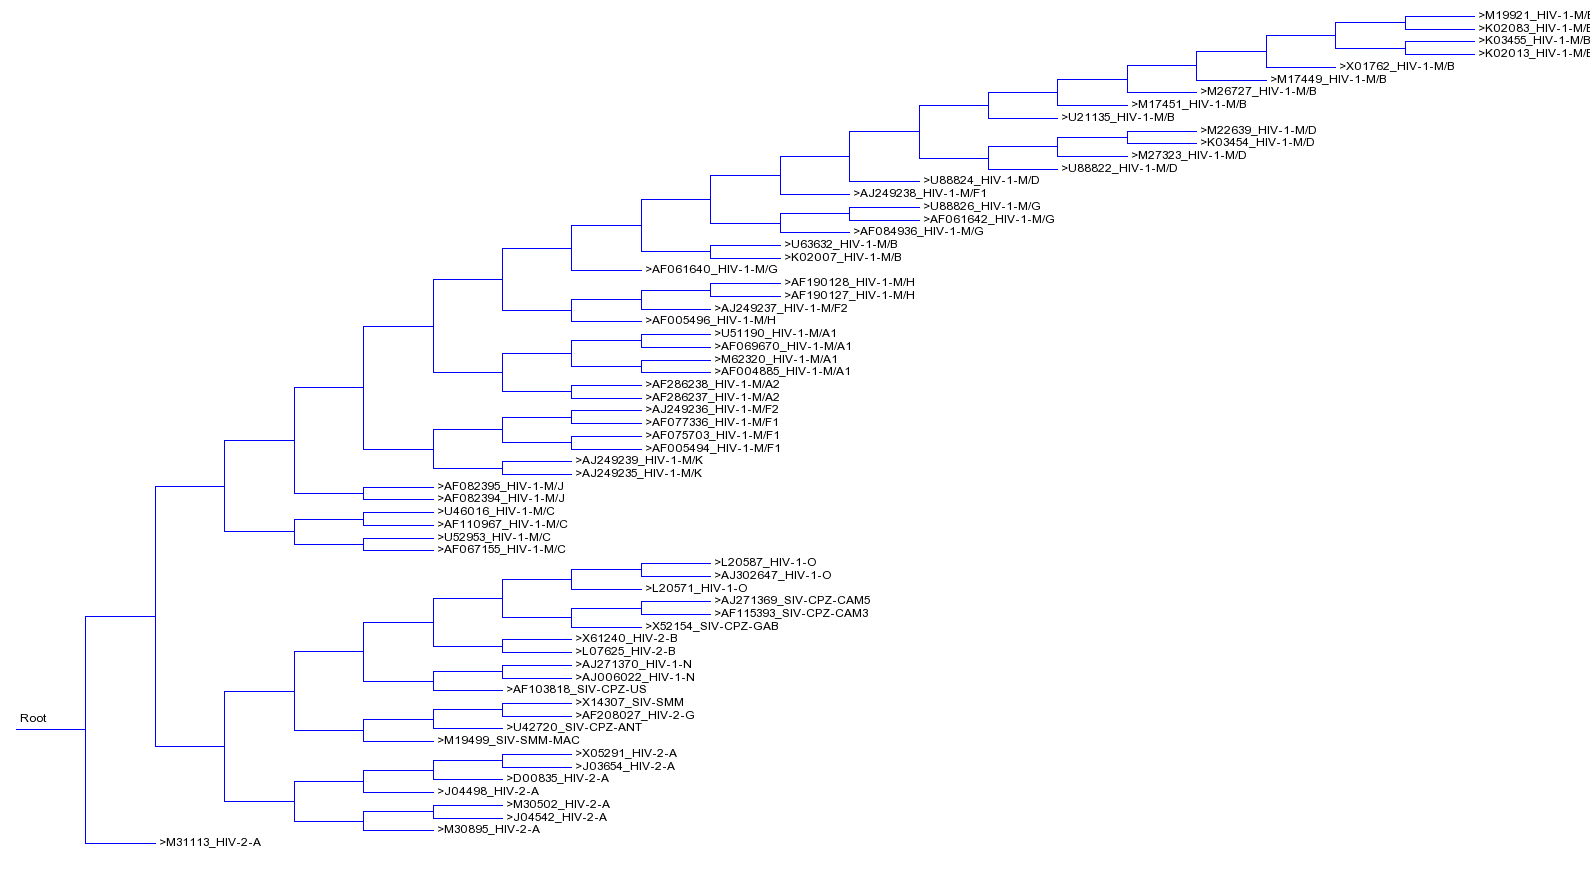 >M19921_HIV-1-M/B
>K02083_HIV-1-M/B
>K03455_HIV-1-M/B
>K02013_HIV-1-M/B
>X01762_HIV-1-M/B
>M17449_HIV-1-M/B
>M26727_HIV-1-M/B
>M17451_HIV-1-M/B
>U21135_HIV-1-M/B
>M22639_HIV-1-M/D
>K03454_HIV-1-M/D
>M27323_HIV-1-M/D
>U88822_HIV-1-M/D
>U88824_HIV-1-M/D
>AJ249238_HIV-1-M/F1
>U88826_HIV-1-M/G
>AF061642_HIV-1-M/G
>AF084936_HIV-1-M/G
>U63632_HIV-1-M/B
>K02007_HIV-1-M/B
>AF061640_HIV-1-M/G
>AF190128_HIV-1-M/H
>AF190127_HIV-1-M/H
>AJ249237_HIV-1-M/F2
>AF005496_HIV-1-M/H
>U51190_HIV-1-M/A1
>AF069670_HIV-1-M/A1
>M62320_HIV-1-M/A1
>AF004885_HIV-1-M/A1
>AF286238_HIV-1-M/A2
>AF286237_HIV-1-M/A2
>AJ249236_HIV-1-M/F2
>AF077336_HIV-1-M/F1
>AF075703_HIV-1-M/F1
>AF005494_HIV-1-M/F1
>AJ249239_HIV-1-M/K
>AJ249235_HIV-1-M/K
>AF082395_HIV-1-M/J
>AF082394_HIV-1-M/J
>U46016_HIV-1-M/C
>AF110967_HIV-1-M/C
>U52953_HIV-1-M/C
>AF067155_HIV-1-M/C
>L20587_HIV-1-O
>AJ302647_HIV-1-O
>L20571_HIV-1-O
>AJ271369_SIV-CPZ-CAM5
>AF115393_SIV-CPZ-CAM3
>X52154_SIV-CPZ-GAB
>X61240_HIV-2-B
>L07625_HIV-2-B
>AJ271370_HIV-1-N
>AJ006022_HIV-1-N
>AF103818_SIV-CPZ-US
>X14307_SIV-SMM
>AF208027_HIV-2-G
Root
>U42720_SIV-CPZ-ANT
>M19499_SIV-SMM-MAC
>X05291_HIV-2-A
>J03654_HIV-2-A
>D00835_HIV-2-A
>J04498_HIV-2-A
>M30502_HIV-2-A
>J04542_HIV-2-A
>M30895_HIV-2-A
>M31113_HIV-2-A